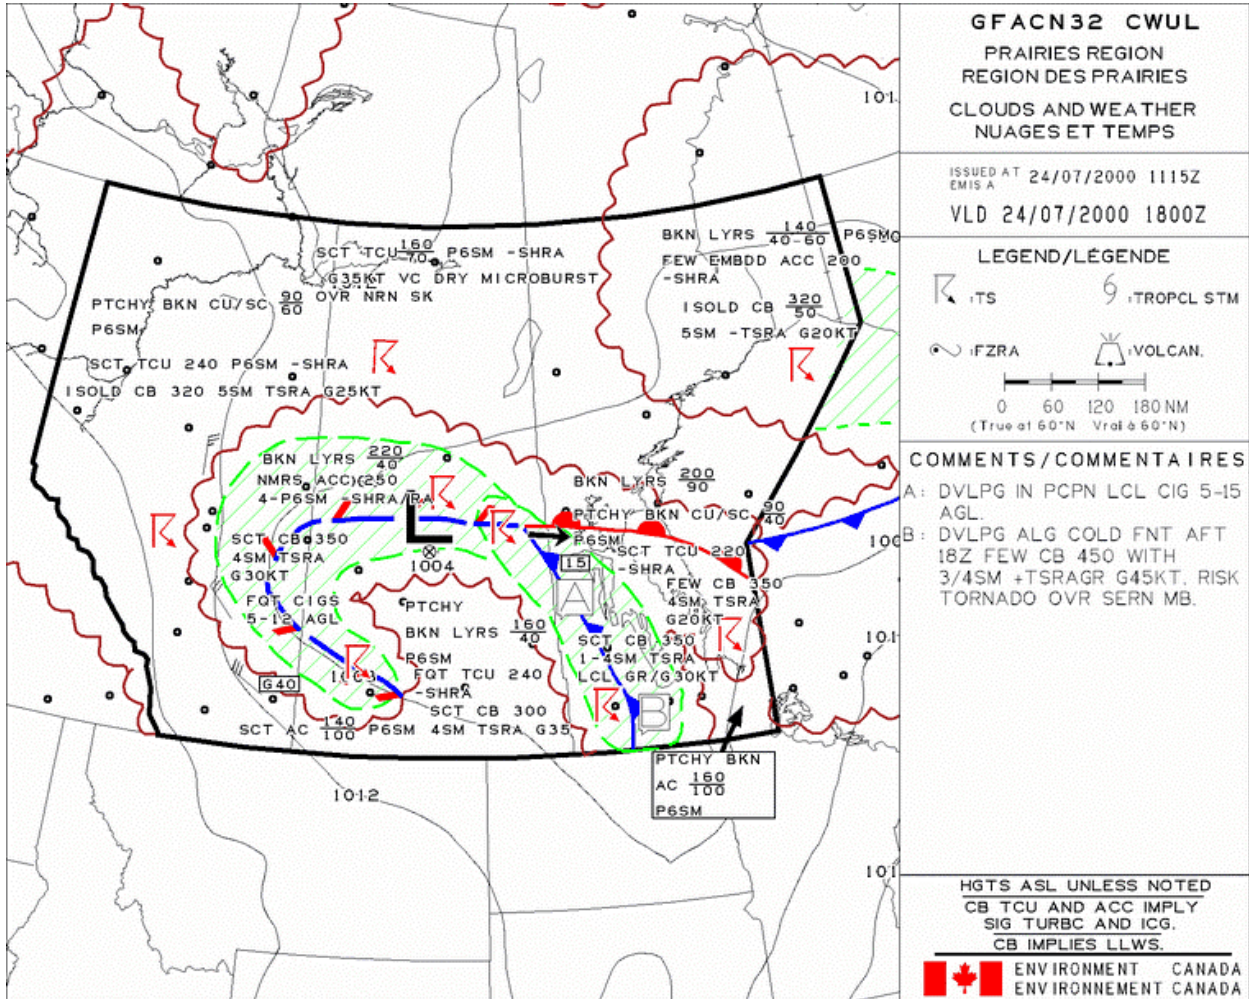 GFACN32 CWUL
PRAIRIES REGION
REGION DES PRAIRIES
CLOUDS AND WEATHER
NUAGES ET TEMPS
ISSUED AT
EMIS A
24/07/2000 1115Z
VLD 24/07/2000 1800Z
LEGEND/LÉGENDE
:TS
:TROPCL STM
:FZRA
:VOLCAN.
0 60 120 180 NM
(True at 60°N Vrai à 60°N)
COMMENTS/COMMENTAIRES
A: DVLPG IN PCPN LCL CIG 5-15
AGL.
B: DVLPG ALG COLD FNT AFT
18Z FEW CB 450 WITH
3/4SM +TSRAGR G45KT. RISK
TORNADO OVR SERN MB.
HGTS ASL UNLESS NOTED
CB TCU AND ACC IMPLY
SIG TURBC AND ICG.
CB IMPLIES LLWS.
ENVIRONMENT CANADA
ENVIRONNEMENT CANADA
SCT TCU 160/70 P6SM -SHRA
G35KT VC DRY MICROBURST
OVR NRN SK
PTCHY BKN CU/SC 90/60
P6SM
SCT TCU 240 P6SM -SHRA
ISOLD CB 320 5SM TSRA G25KT
BKN LYRS 140/40-60 P6SM
FEW EMBDD ACC 200
-SHRA
ISOLD CB 320/50
5SM -TSRA G20KT
BKN LYRS 220/40
NMRS ACC 250
4-P6SM -SHRA/RA
SCT CB 350
4SM TSRA
G30KT
FQT CIGS
5-12 AGL
L
1004
BKN LYRS 200/90
PTCHY BKN CU/SC 90/40
P6SM
SCT TCU 220
-SHRA
FEW CB 350
4SM TSRA
G20KT
15
A
SCT CB 350
1-4SM TSRA
LCL GR/G30KT
B
PTCHY
BKN LYRS 160/40
P6SM
FQT TCU 240
-SHRA
SCT CB 300
4SM TSRA G35
G40
SCT AC 140/100 P6SM
PTCHY BKN
AC 160/100
P6SM
1012
101
101
101